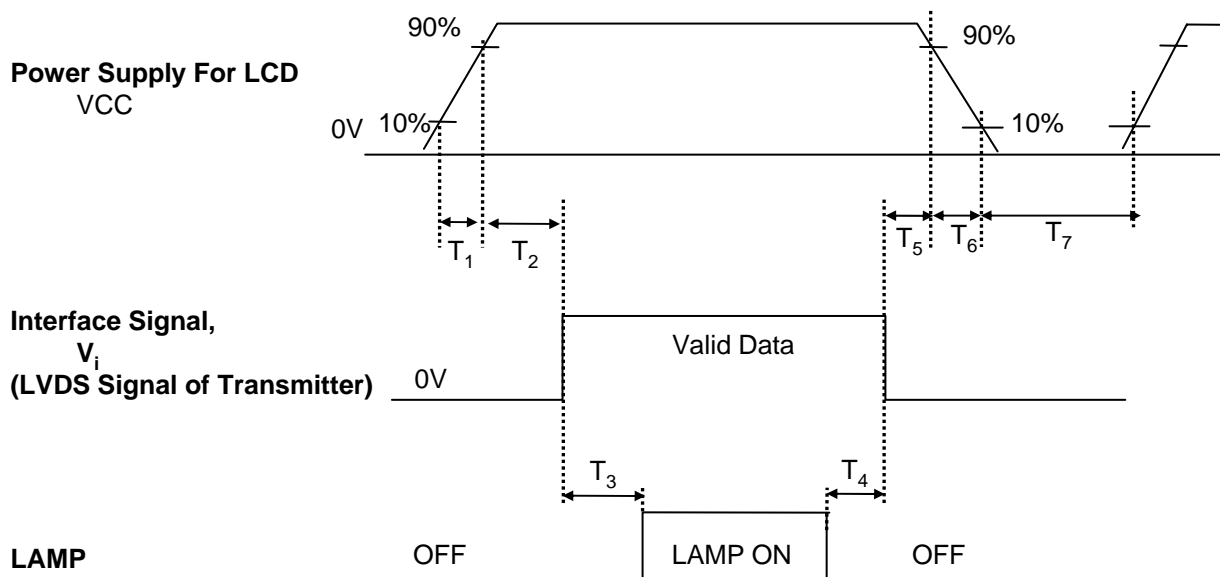 90%
90%
Power Supply For LCD
VCC
0V
10%
10%
T1
T2
T5
T6
T7
Interface Signal,
Vi
(LVDS Signal of Transmitter)
0V
Valid Data
T3
T4
LAMP
OFF
LAMP ON
OFF